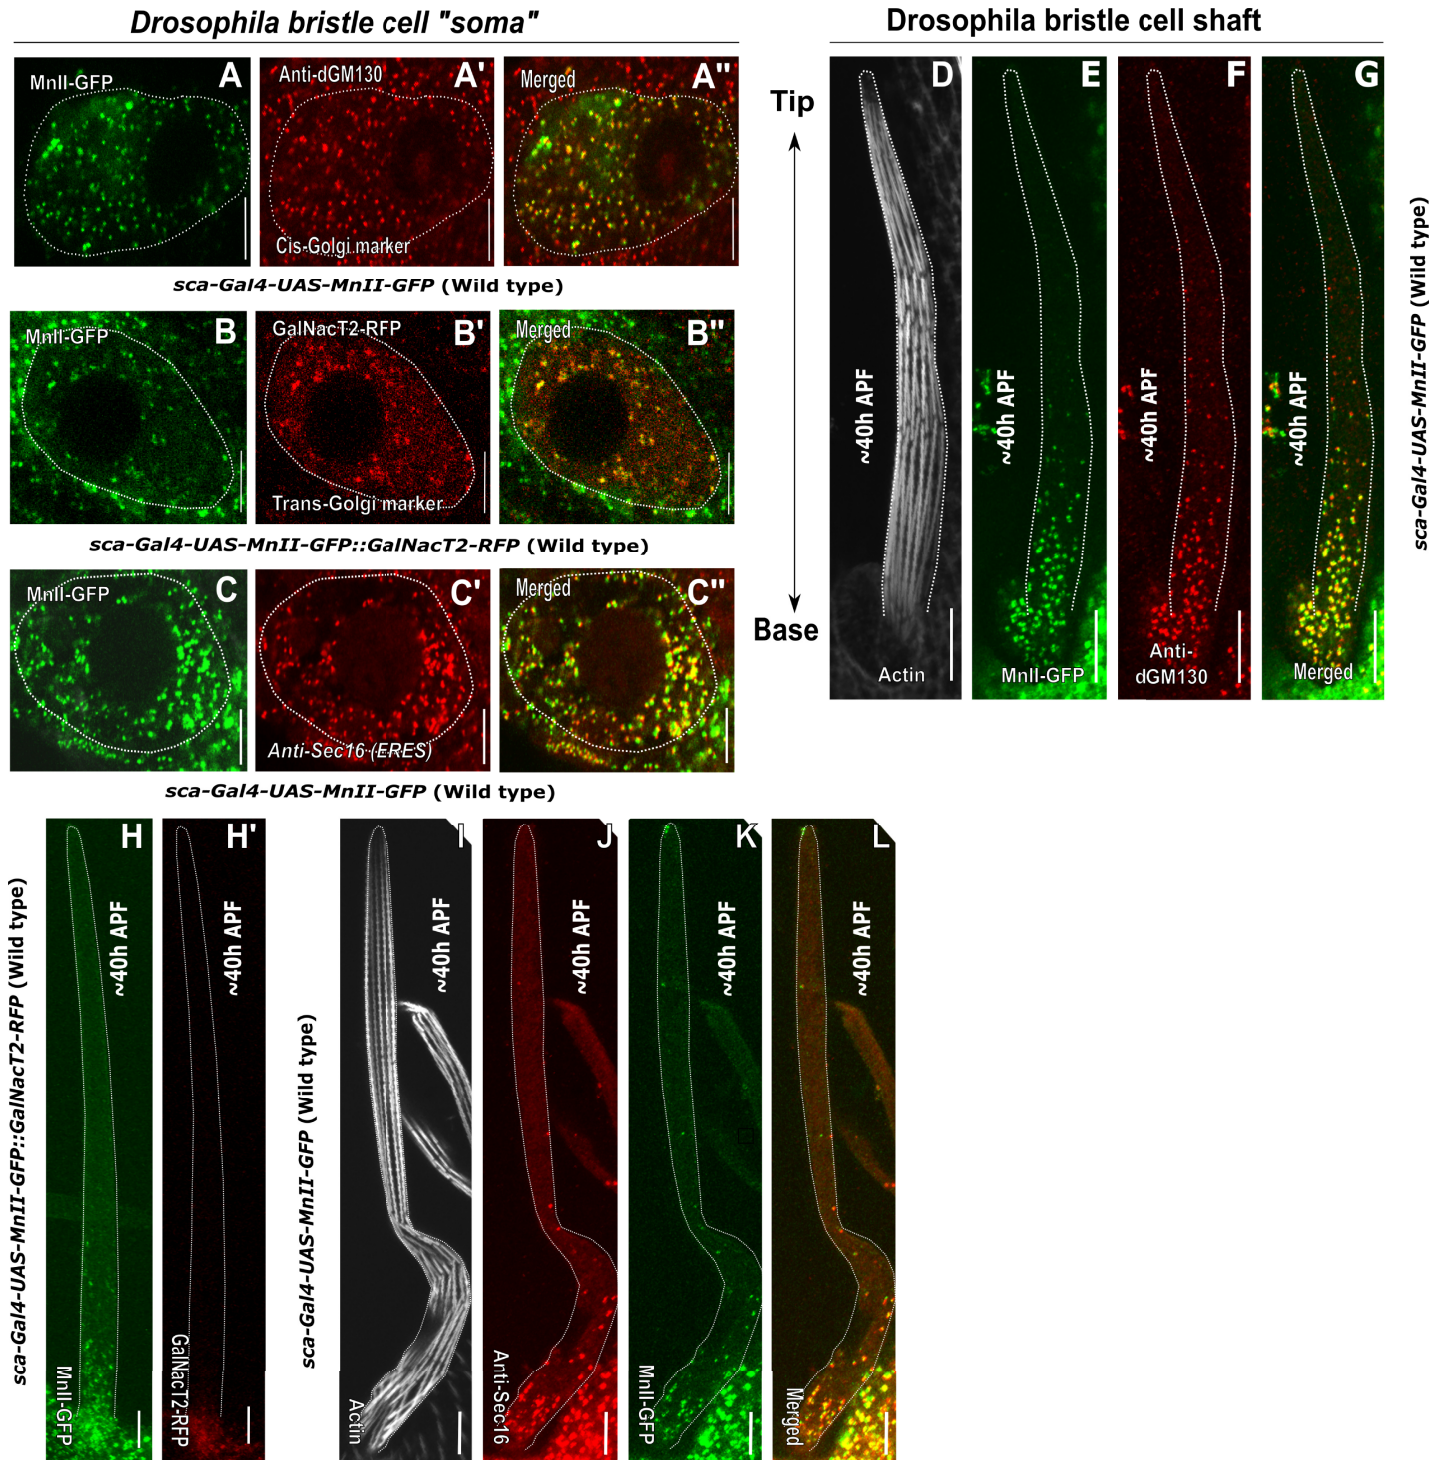 Drosophila bristle cell "soma"
Drosophila bristle cell shaft
MnII-GFP
A
Anti-dGM130
A'
Cis-Golgi marker
Merged
A"
sca-Gal4-UAS-MnII-GFP (Wild type)
MnII-GFP
B
GalNacT2-RFP
B'
Trans-Golgi marker
Merged
B"
sca-Gal4-UAS-MnII-GFP::GalNacT2-RFP (Wild type)
MnII-GFP
C
C'
Anti-Sec16 (ERES)
Merged
C"
sca-Gal4-UAS-MnII-GFP (Wild type)
Tip
Base
D
~40h APF
Actin
E
~40h APF
MnII-GFP
F
~40h APF
Anti-
dGM130
G
~40h APF
Merged
sca-Gal4-UAS-MnII-GFP (Wild type)
sca-Gal4-UAS-MnII-GFP::GalNacT2-RFP (Wild type)
H
~40h APF
MnII-GFP
H'
~40h APF
GalNacT2-RFP
sca-Gal4-UAS-MnII-GFP (Wild type)
I
~40h APF
Actin
J
~40h APF
Anti-Sec16
K
~40h APF
MnII-GFP
L
~40h APF
Merged